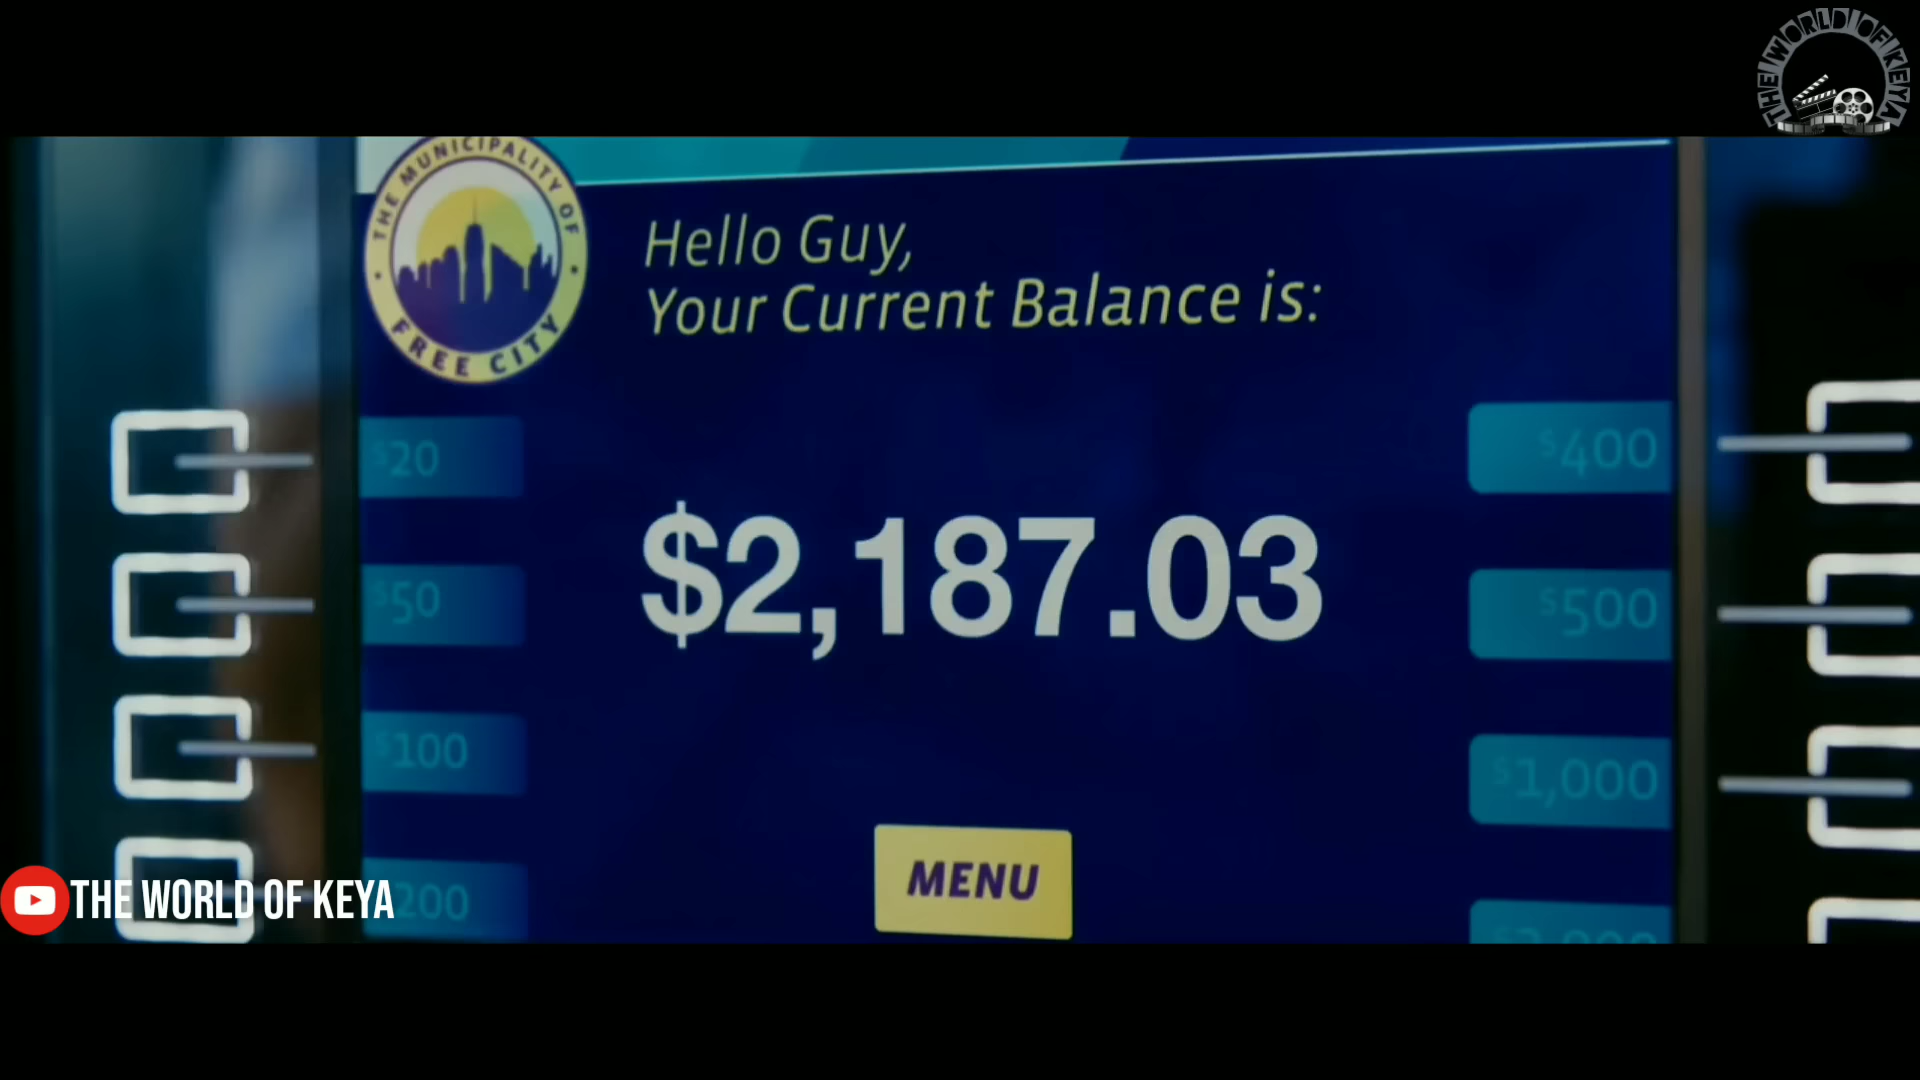 THE WORLD OF KEYA
THE MUNICIPALITY OF
FREE CITY
Hello Guy,
Your Current Balance is:
$20
$400
$2,187.03
$50
$500
$100
$1,000
MENU
THE WORLD OF KEYA
200